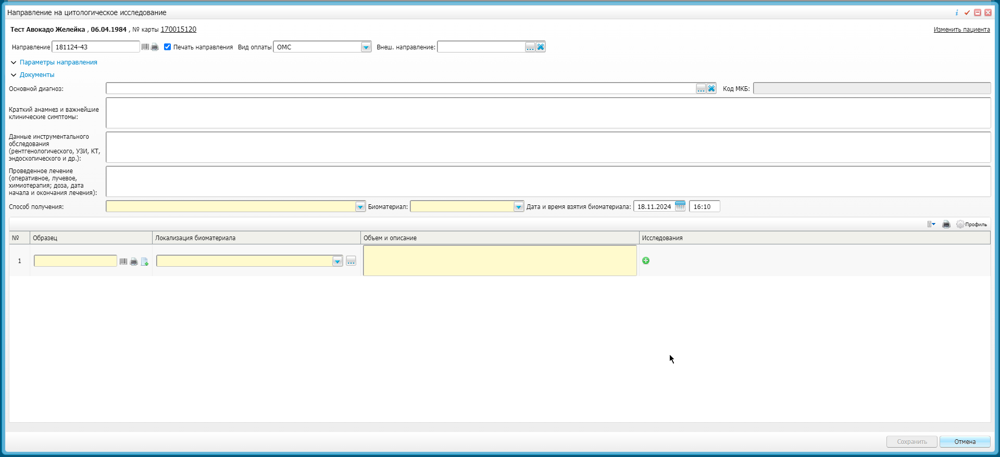 Направление на цитологическое исследование
Тест Авокадо Желейка , 06.04.1984 , № карты 170015120
Изменить пациента
Направление 181124-43 Печать направления Вид оплаты ОМС Внеш. направление:
Параметры направления
Документы
Основной диагноз: Код МКБ:
Краткий анамнез и важнейшие
клинические симптомы:
Данные инструментального
обследования
(рентгенологического, УЗИ, КТ,
эндоскопического и др.):
Проведенное лечение
(оперативное, лучевое,
химиотерапия; доза, дата
начала и окончания лечения):
Способ получения: Биоматериал: Дата и время взятия биоматериала: 18.11.2024 16:10
Профиль
№ Образец Локализация биоматериала Объем и описание Исследования
1
Сохранить Отмена